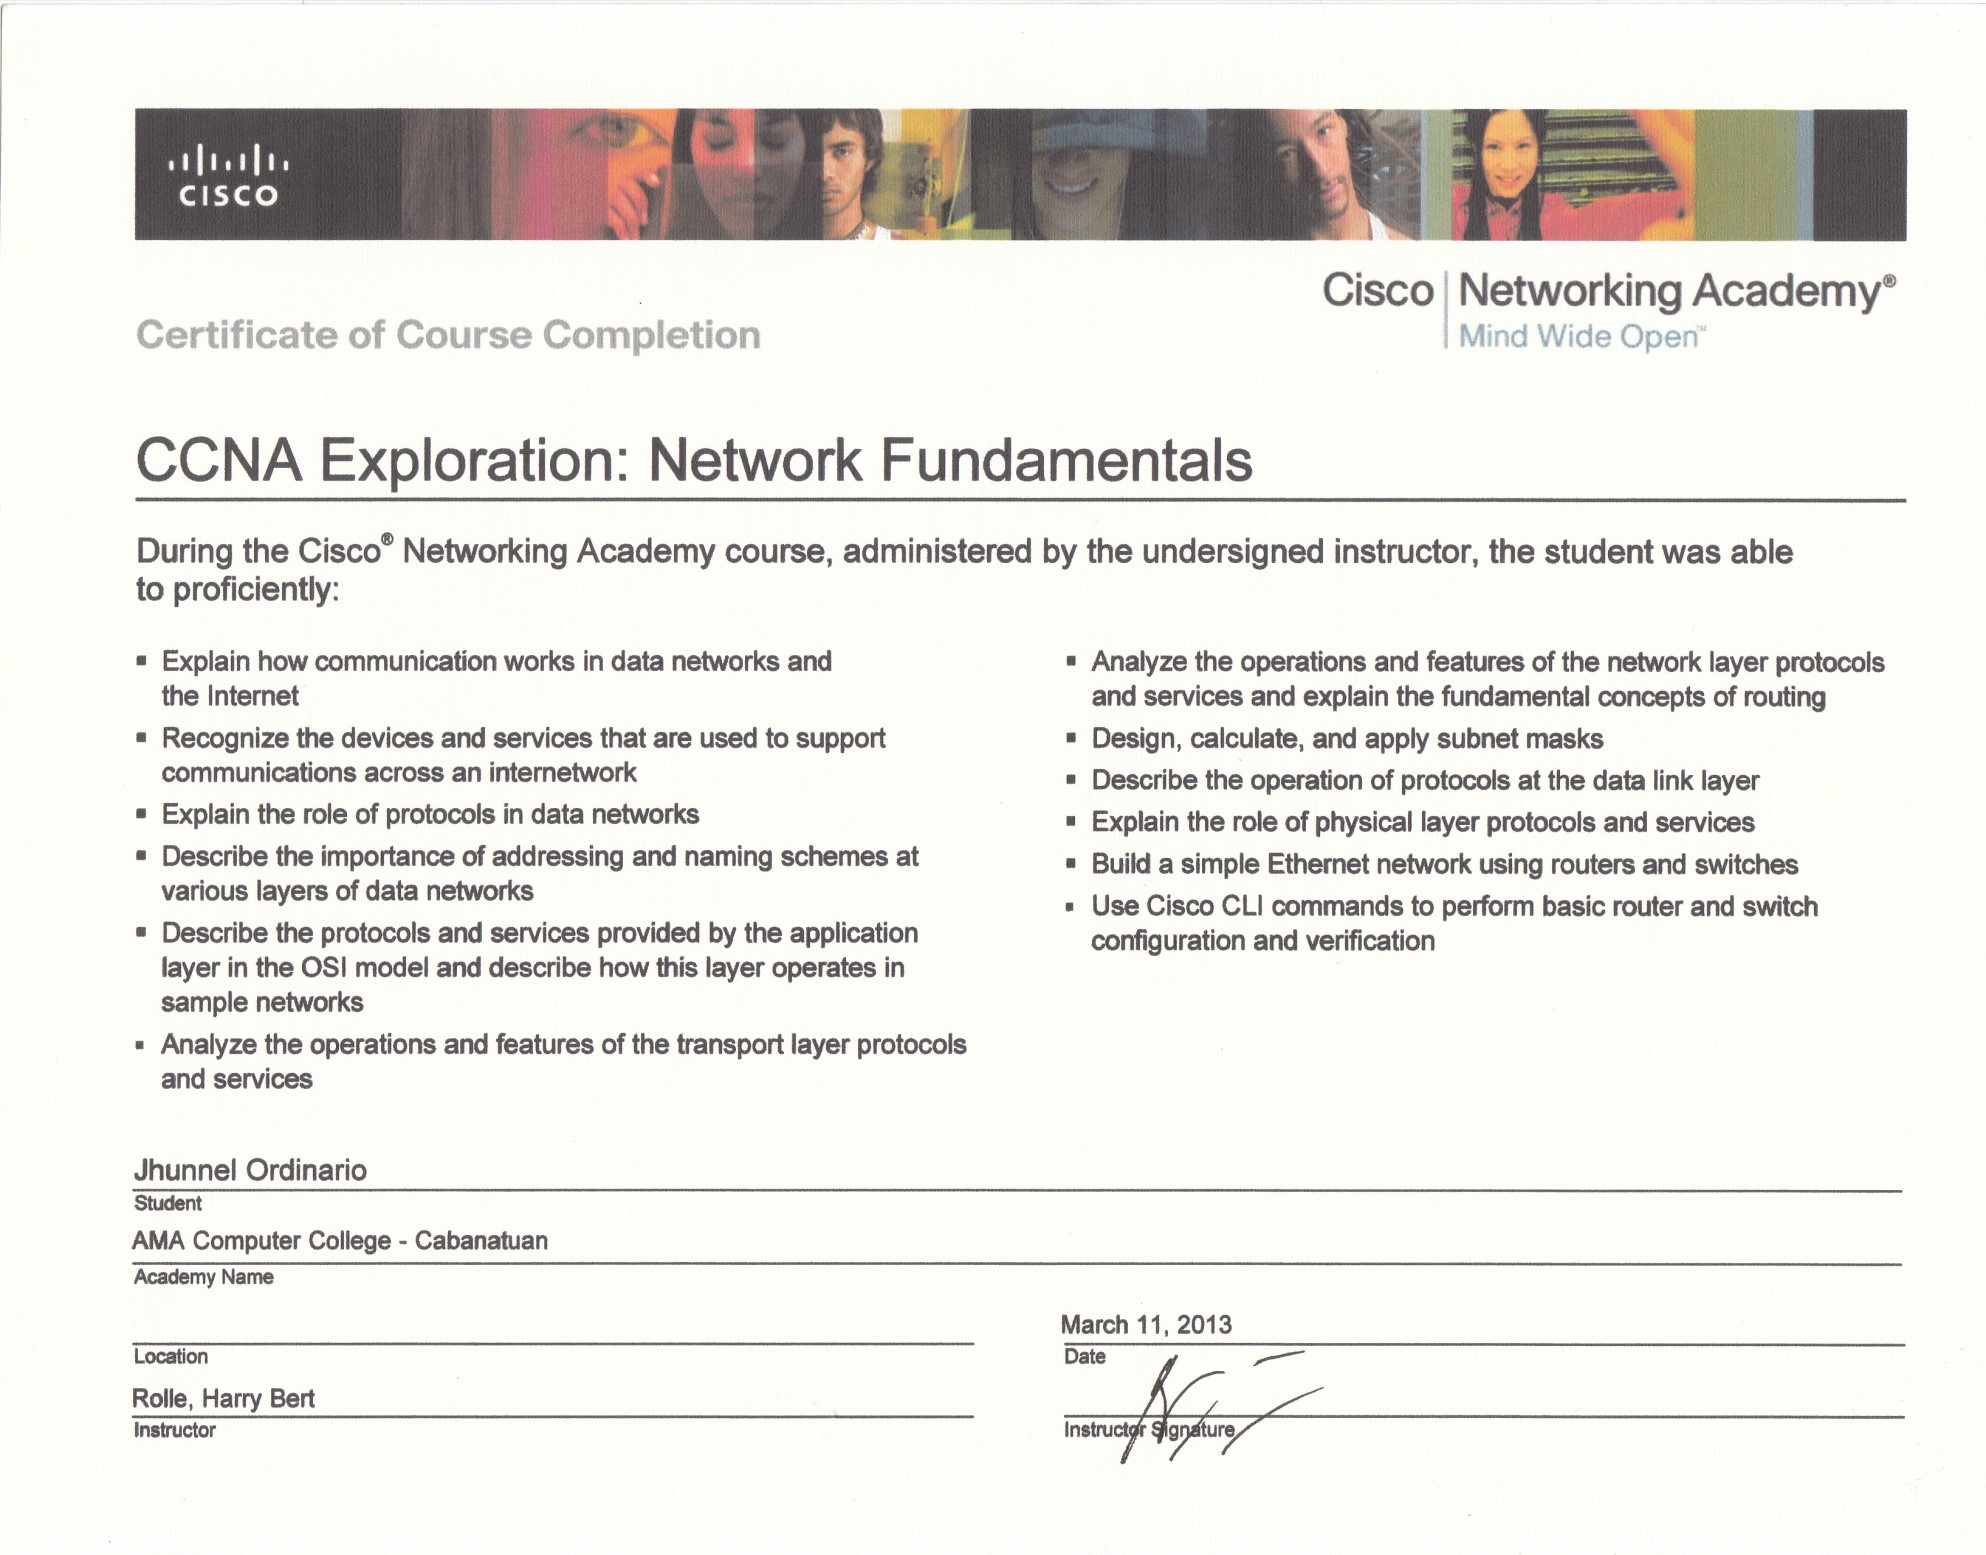 CISCO
Cisco Networking Academy®
Mind Wide Open™
Certificate of Course Completion
CCNA Exploration: Network Fundamentals
During the Cisco® Networking Academy course, administered by the undersigned instructor, the student was able
to proficiently:
▪ Explain how communication works in data networks and
the Internet
▪ Recognize the devices and services that are used to support
communications across an internetwork
▪ Explain the role of protocols in data networks
▪ Describe the importance of addressing and naming schemes at
various layers of data networks
▪ Describe the protocols and services provided by the application
layer in the OSI model and describe how this layer operates in
sample networks
▪ Analyze the operations and features of the transport layer protocols
and services
▪ Analyze the operations and features of the network layer protocols
and services and explain the fundamental concepts of routing
▪ Design, calculate, and apply subnet masks
▪ Describe the operation of protocols at the data link layer
▪ Explain the role of physical layer protocols and services
▪ Build a simple Ethernet network using routers and switches
▪ Use Cisco CLI commands to perform basic router and switch
configuration and verification
Jhunnel Ordinario
Student
AMA Computer College - Cabanatuan
Academy Name
Location
March 11, 2013
Date
Rolle, Harry Bert
Instructor
Instructor Signature